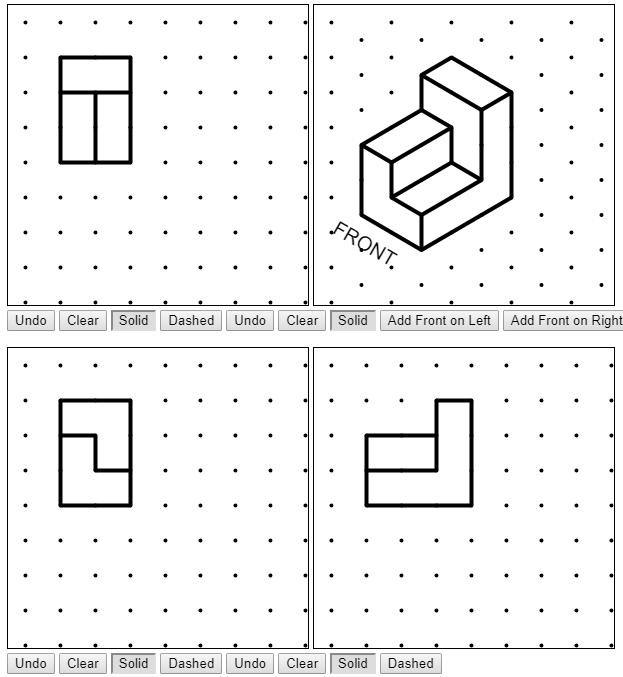 FRONT
Undo Clear Solid Dashed Undo Clear Solid Add Front on Left Add Front on Right
Undo Clear Solid Dashed Undo Clear Solid Dashed